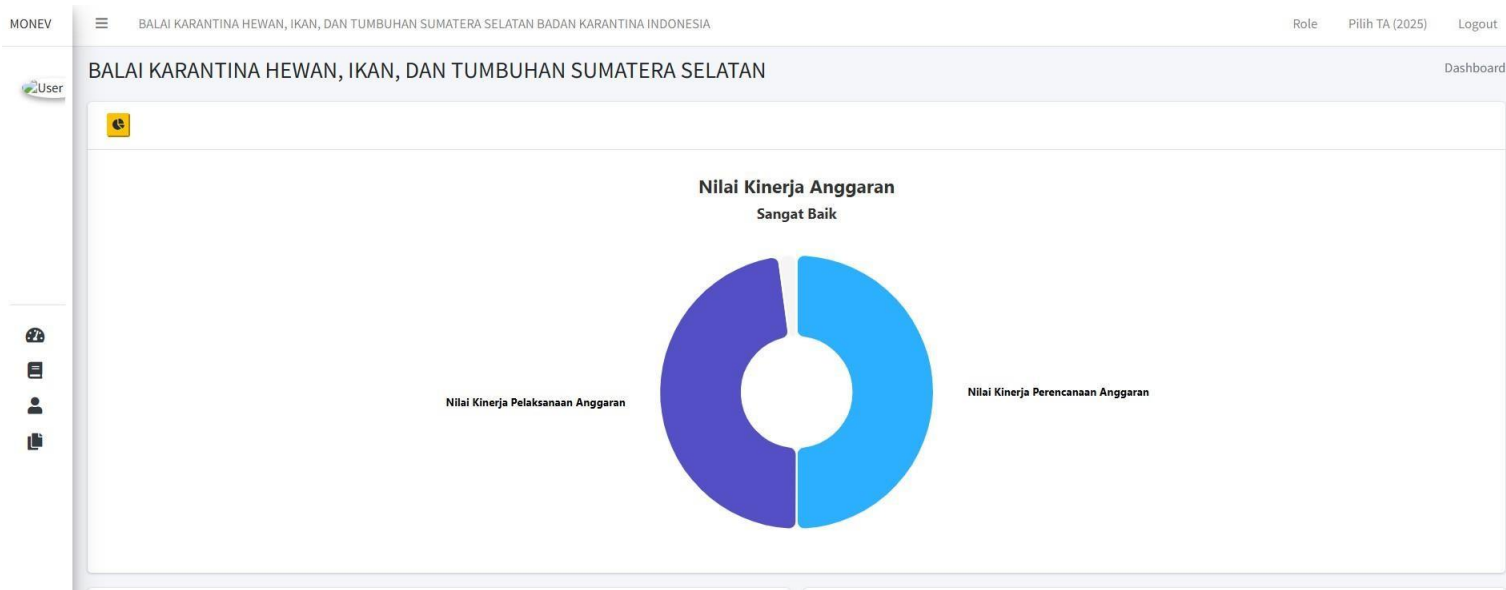 MONEV
BALAI KARANTINA HEWAN, IKAN, DAN TUMBUHAN SUMATERA SELATAN BADAN KARANTINA INDONESIA
Role
Pilih TA (2025)
Logout
User
BALAI KARANTINA HEWAN, IKAN, DAN TUMBUHAN SUMATERA SELATAN
Dashboard
Nilai Kinerja Anggaran
Sangat Baik
Nilai Kinerja Pelaksanaan Anggaran
Nilai Kinerja Perencanaan Anggaran